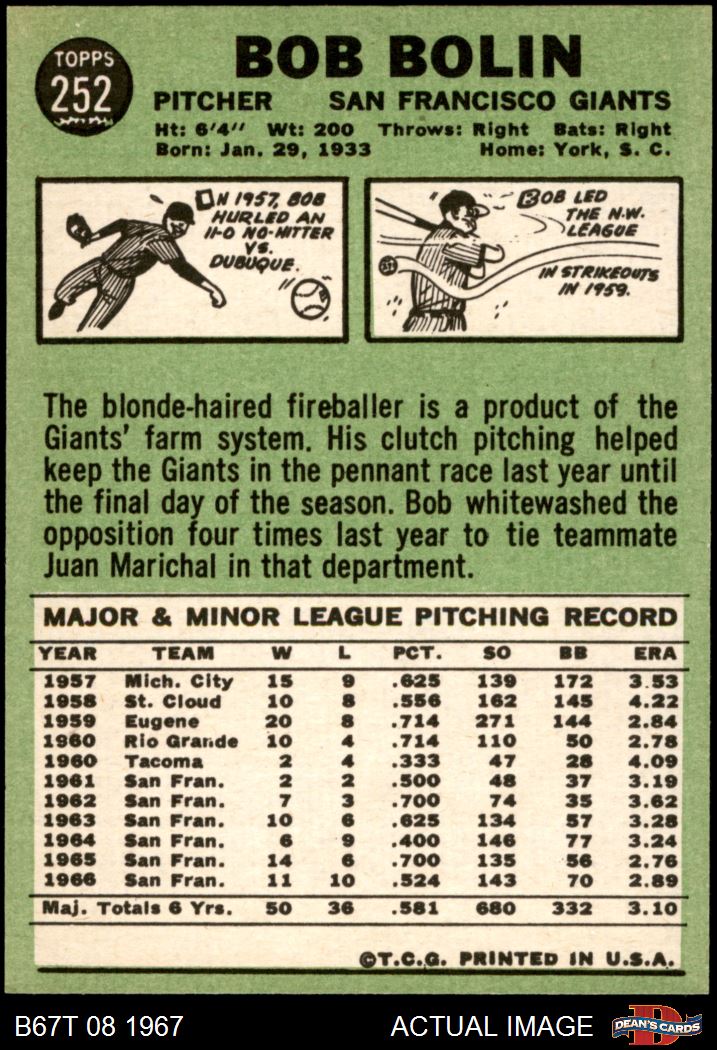 TOPPS
252
BOB BOLIN
PITCHER SAN FRANCISCO GIANTS
Ht: 6'4" Wt: 200 Throws: Right Bats: Right
Born: Jan. 29, 1933 Home: York, S. C.
IN 1957, BOB
HURLED AN
11-0 NO-HITTER
VS.
DUBUQUE.
BOB LED
THE N.W.
LEAGUE
IN STRIKEOUTS
IN 1959.
The blonde-haired fireballer is a product of the
Giants' farm system. His clutch pitching helped
keep the Giants in the pennant race last year until
the final day of the season. Bob whitewashed the
opposition four times last year to tie teammate
Juan Marichal in that department.
MAJOR & MINOR LEAGUE PITCHING RECORD
YEAR TEAM W L PCT. SO BB ERA
1957 Mich. City 15 9 .625 139 172 3.53
1958 St. Cloud 10 8 .556 162 145 4.22
1959 Eugene 20 8 .714 271 144 2.84
1960 Rio Grande 10 4 .714 110 50 2.78
1960 Tacoma 2 4 .333 47 28 4.09
1961 San Fran. 2 2 .500 48 37 3.19
1962 San Fran. 7 3 .700 74 35 3.62
1963 San Fran. 10 6 .625 134 57 3.28
1964 San Fran. 6 9 .400 146 77 3.24
1965 San Fran. 14 6 .700 135 56 2.76
1966 San Fran. 11 10 .524 143 70 2.89
Maj. Totals 6 Yrs. 50 36 .581 680 332 3.10
©T.C.G. PRINTED IN U.S.A.
B67T 08 1967 ACTUAL IMAGE
D
DEAN'S CARDS